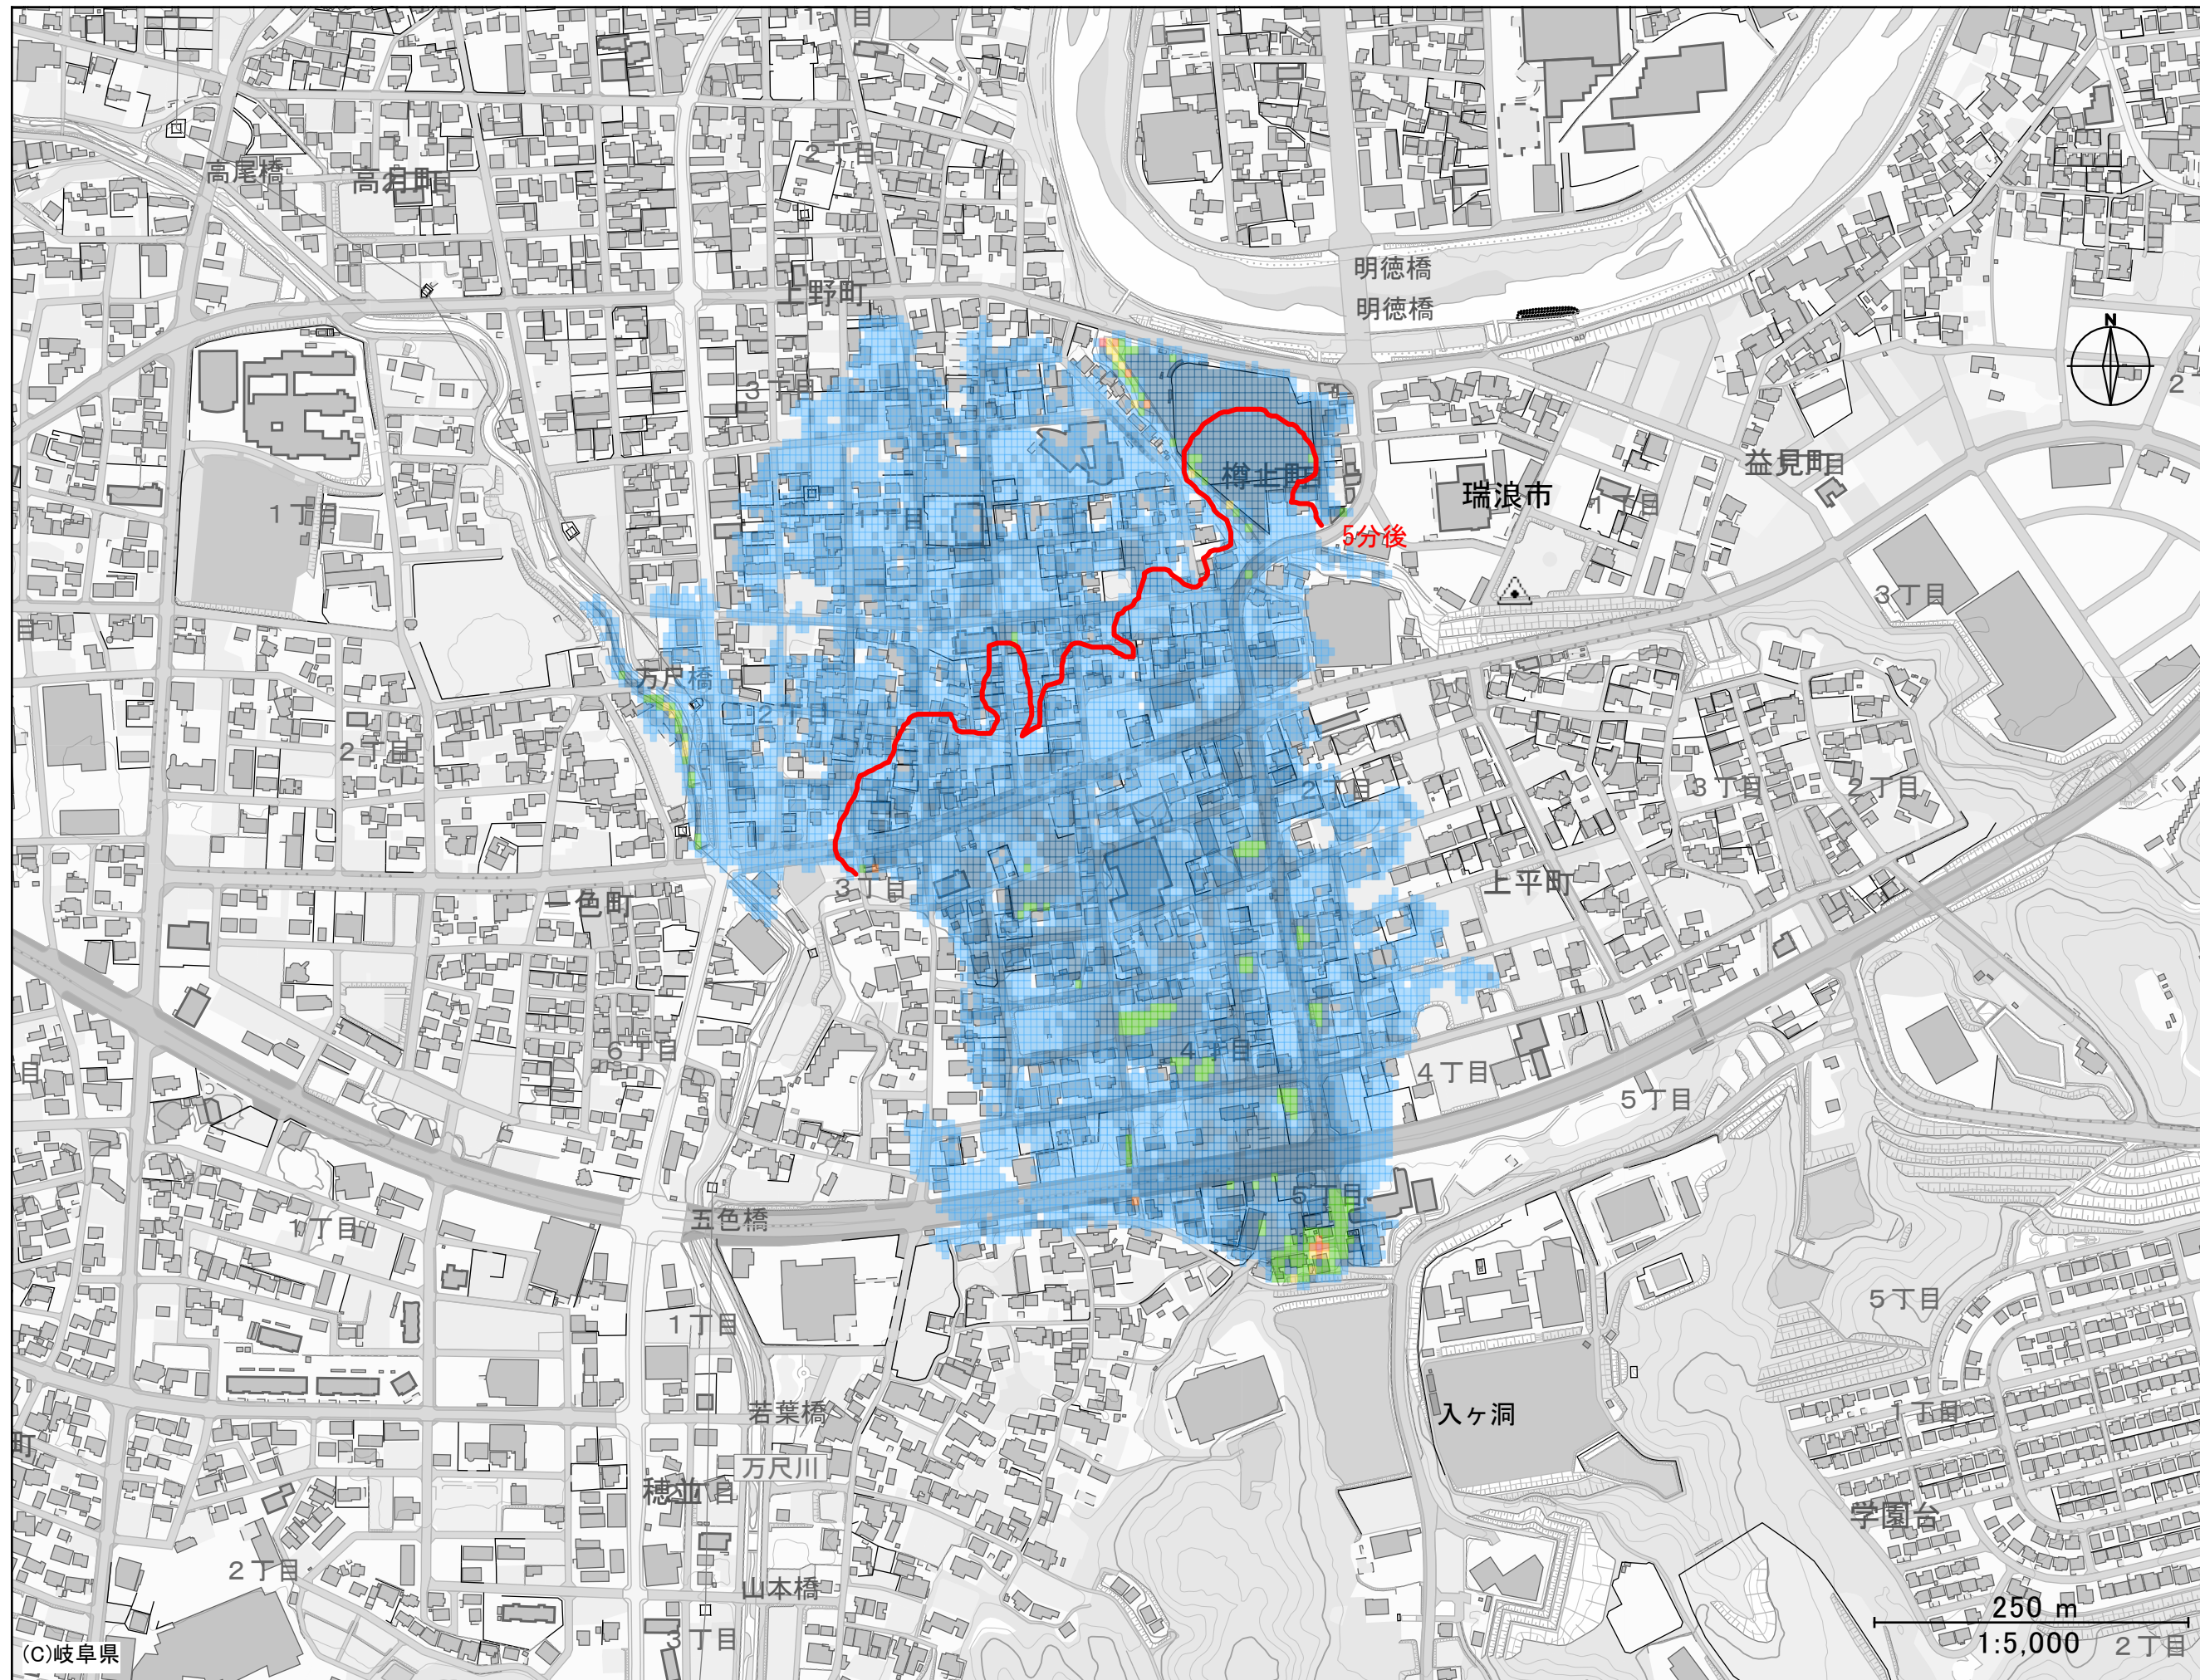 2丁目
高尾橋
明徳橋
明徳橋
上野町
N
3丁目
樽上町
益見町
瑞浪市
1丁目
1丁目
5分後
3丁目
万尺橋
2丁目
2丁目
2丁目
3丁目
2丁目
3丁目
上平町
一色町
6丁目
4丁目
4丁目
5丁目
5丁目
五色橋
1丁目
5丁目
1丁目
若葉橋
入ヶ洞
1丁目
万尺川
穂並
学園台
2丁目
山本橋
250 m
1:5,000
2丁目
3丁目
(C)岐阜県